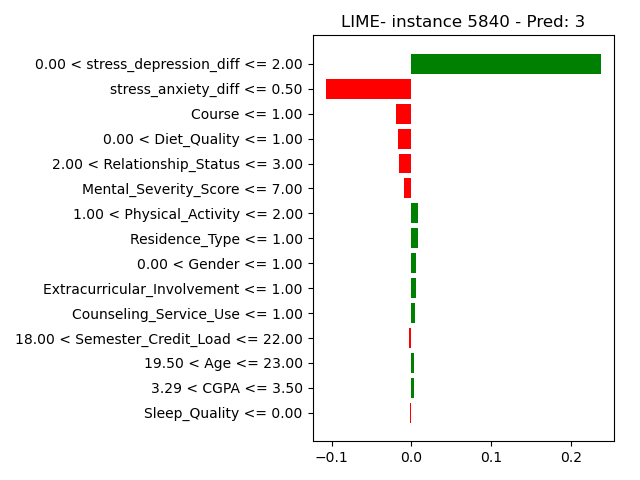 LIME- instance 5840 - Pred: 3
0.00 < stress_depression_diff <= 2.00
stress_anxiety_diff <= 0.50
Course <= 1.00
0.00 < Diet_Quality <= 1.00
2.00 < Relationship_Status <= 3.00
Mental_Severity_Score <= 7.00
1.00 < Physical_Activity <= 2.00
Residence_Type <= 1.00
0.00 < Gender <= 1.00
Extracurricular_Involvement <= 1.00
Counseling_Service_Use <= 1.00
18.00 < Semester_Credit_Load <= 22.00
19.50 < Age <= 23.00
3.29 < CGPA <= 3.50
Sleep_Quality <= 0.00
−0.1 0.0 0.1 0.2